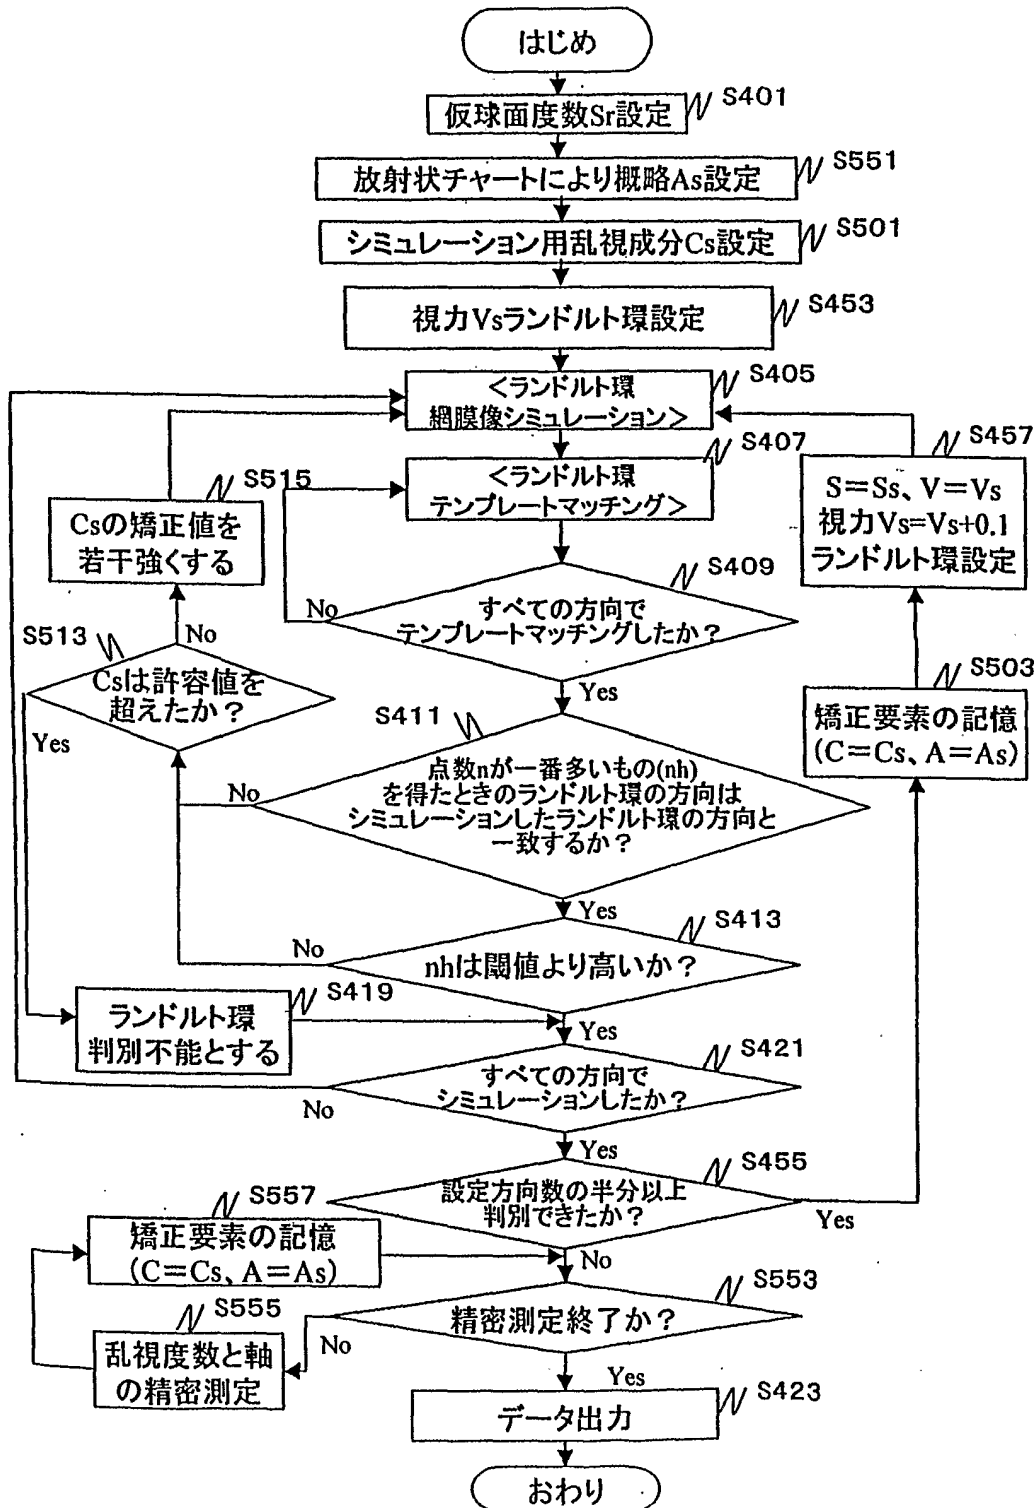 はじめ
S401
仮球面度数Sr設定
S551
放射状チャートにより概略As設定
S501
シミュレーション用乱視成分Cs設定
S453
視力Vsランドルト環設定
S405
<ランドルト環
網膜像シミュレーション>
S407
<ランドルト環
テンプレートマッチング>
S457
S=Ss、V=Vs
視力Vs=Vs+0.1
ランドルト環設定
S515
Csの矯正値を
若干強くする
S409
すべての方向で
テンプレートマッチングしたか?
No
Yes
S513
No
Csは許容値を
超えたか?
Yes
S503
矯正要素の記憶
(C=Cs、A=As)
S411
点数nが一番多いもの(nh)
を得たときのランドルト環の方向は
シミュレーションしたランドルト環の方向と
一致するか?
No
Yes
S413
nhは閾値より高いか?
No
Yes
S419
ランドルト環
判別不能とする
S421
すべての方向で
シミュレーションしたか?
No
Yes
S455
設定方向数の半分以上
判別できたか?
Yes
No
S557
矯正要素の記憶
(C=Cs、A=As)
S553
精密測定終了か?
No
Yes
S555
乱視度数と軸
の精密測定
S423
データ出力
おわり